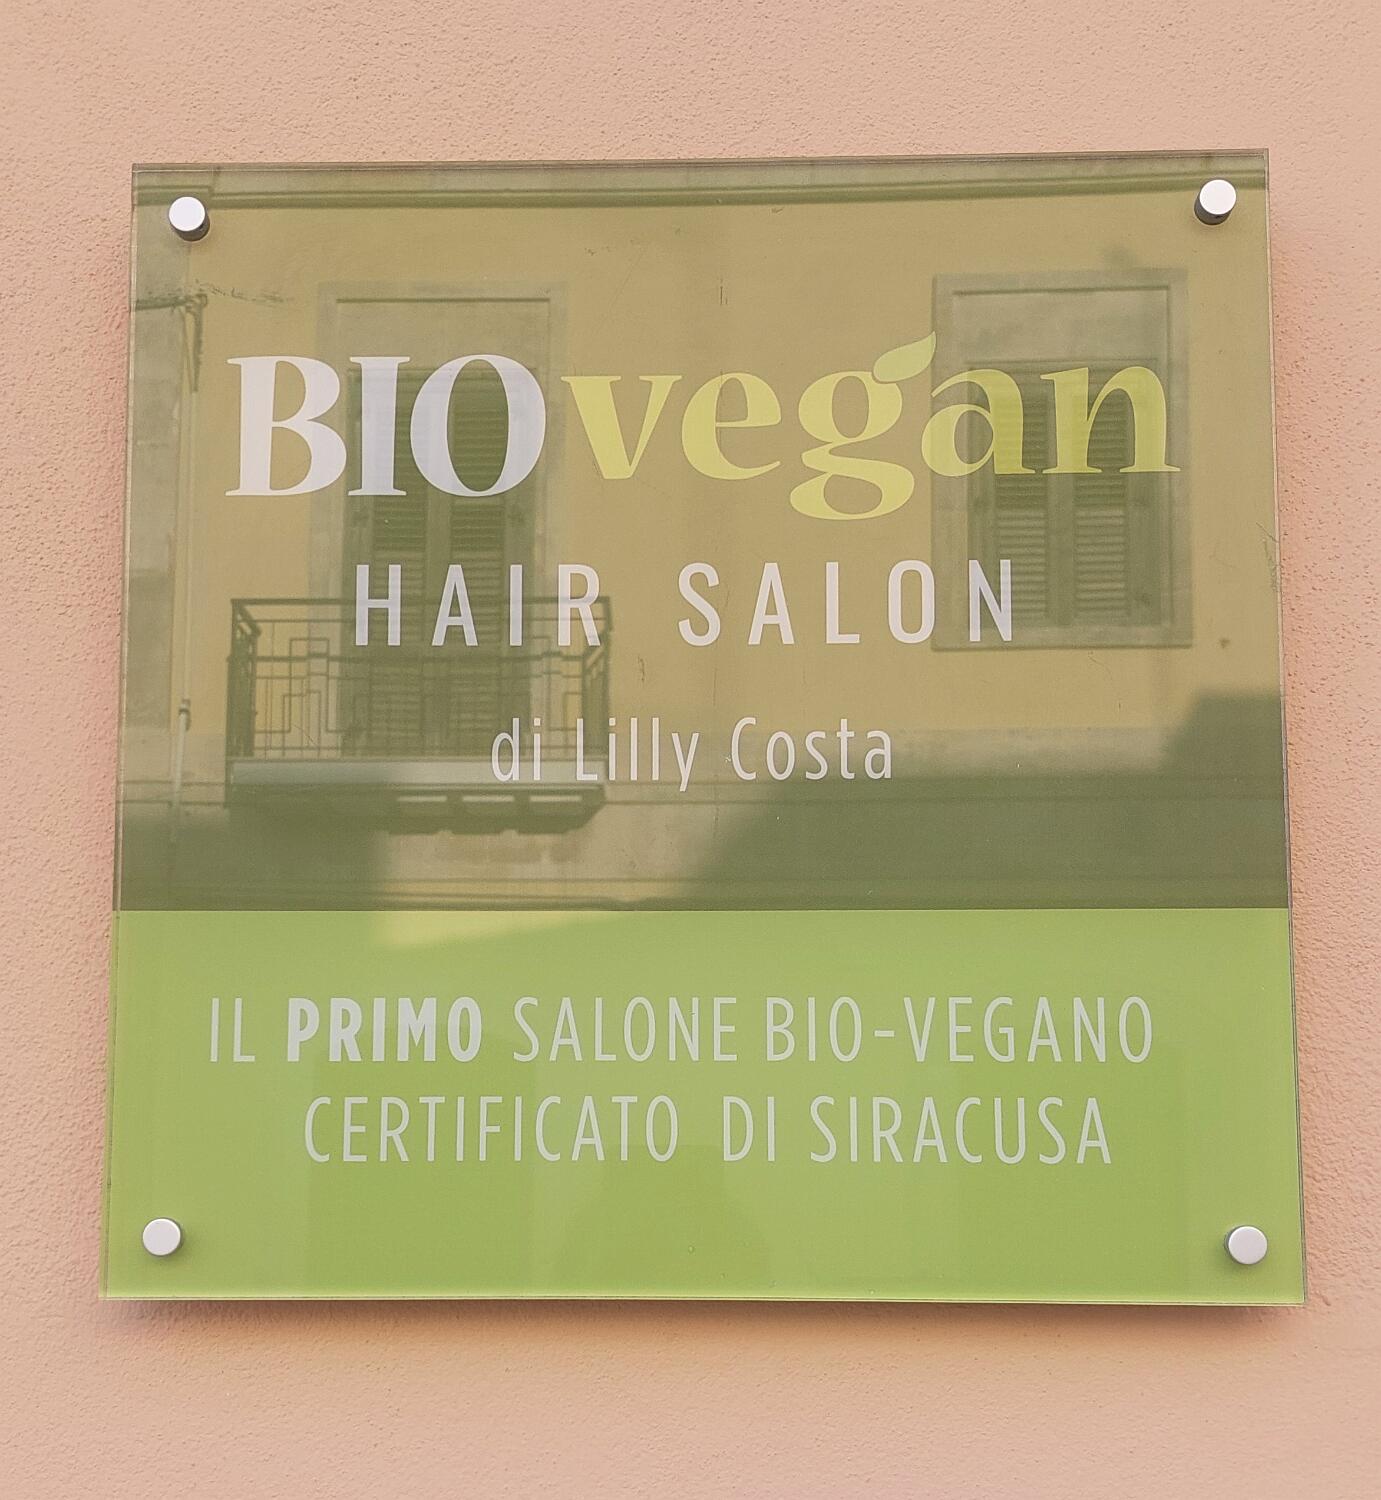 BIOvegan
HAIR SALON
di Lilly Costa
IL PRIMO SALONE BIO-VEGANO
CERTIFICATO DI SIRACUSA